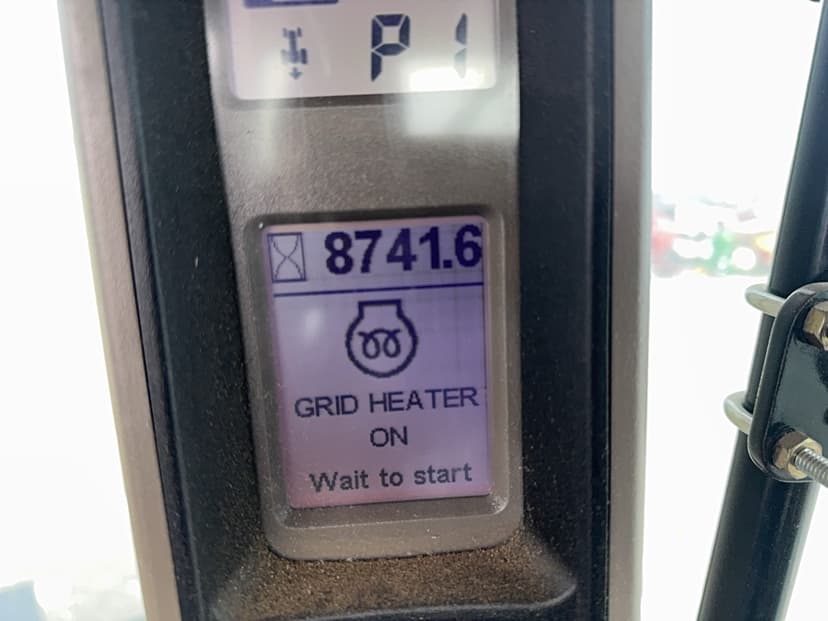 P1
8741.6
GRID HEATER
ON
Wait to start